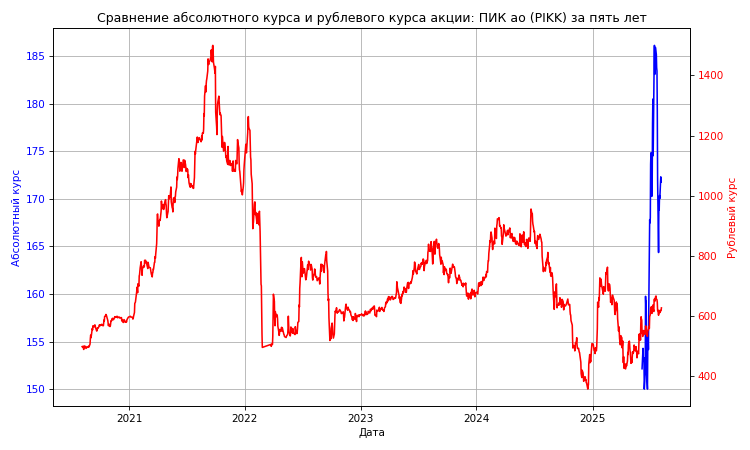 Сравнение абсолютного курса и рублевого курса акции: ПИК ао (PIKK) за пять лет
Абсолютный курс
185
180
175
170
165
160
155
150
1400
1200
1000
800
600
400
Рублевый курс
2021 2022 2023 2024 2025
Дата